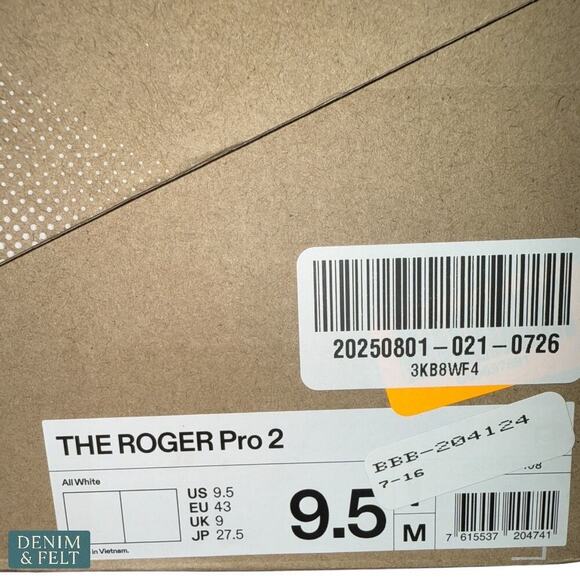 20250801-021-0726
3KB8WF4
THE ROGER Pro 2
BBB-204124
7-16
All White
US 9.5
EU 43
UK 9
JP 27.5
9.5
M
7 615537 204741
in Vietnam.
DENIM
& FELT